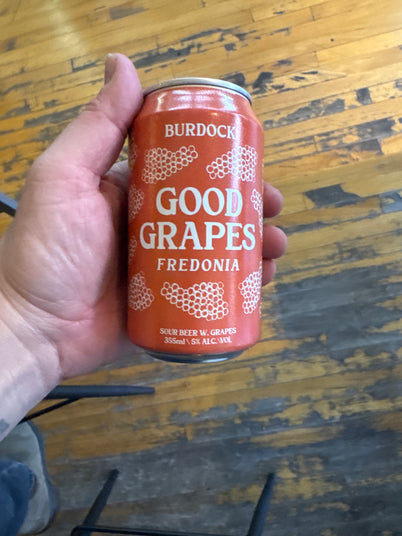 BURDOCK
GOOD
GRAPES
FREDONIA
SOUR BEER W. GRAPES
355ml \ 5% ALC.\VOL